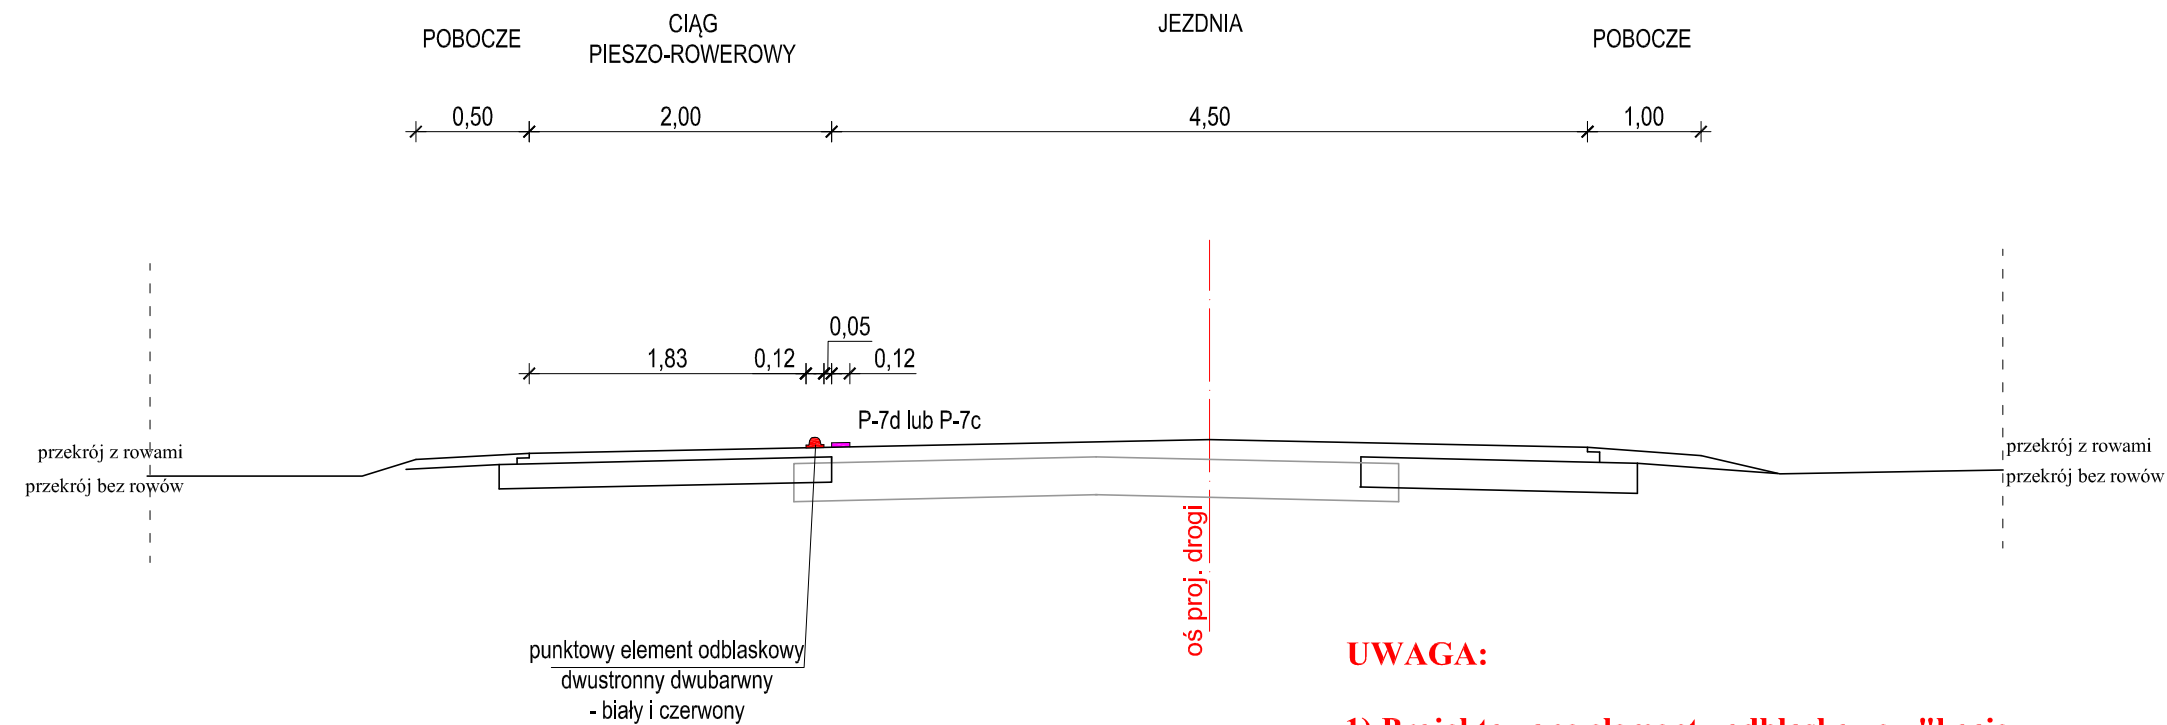 POBOCZE
CIĄG
PIESZO-ROWEROWY
JEZDNIA
POBOCZE
0,50
2,00
4,50
1,00
0,05
1,83
0,12
0,12
P-7d lub P-7c
przekrój z rowami
przekrój bez rowów
przekrój z rowami
przekrój bez rowów
oś proj. drogi
punktowy element odblaskowy
dwustronny dwubarwny
- biały i czerwony
UWAGA: